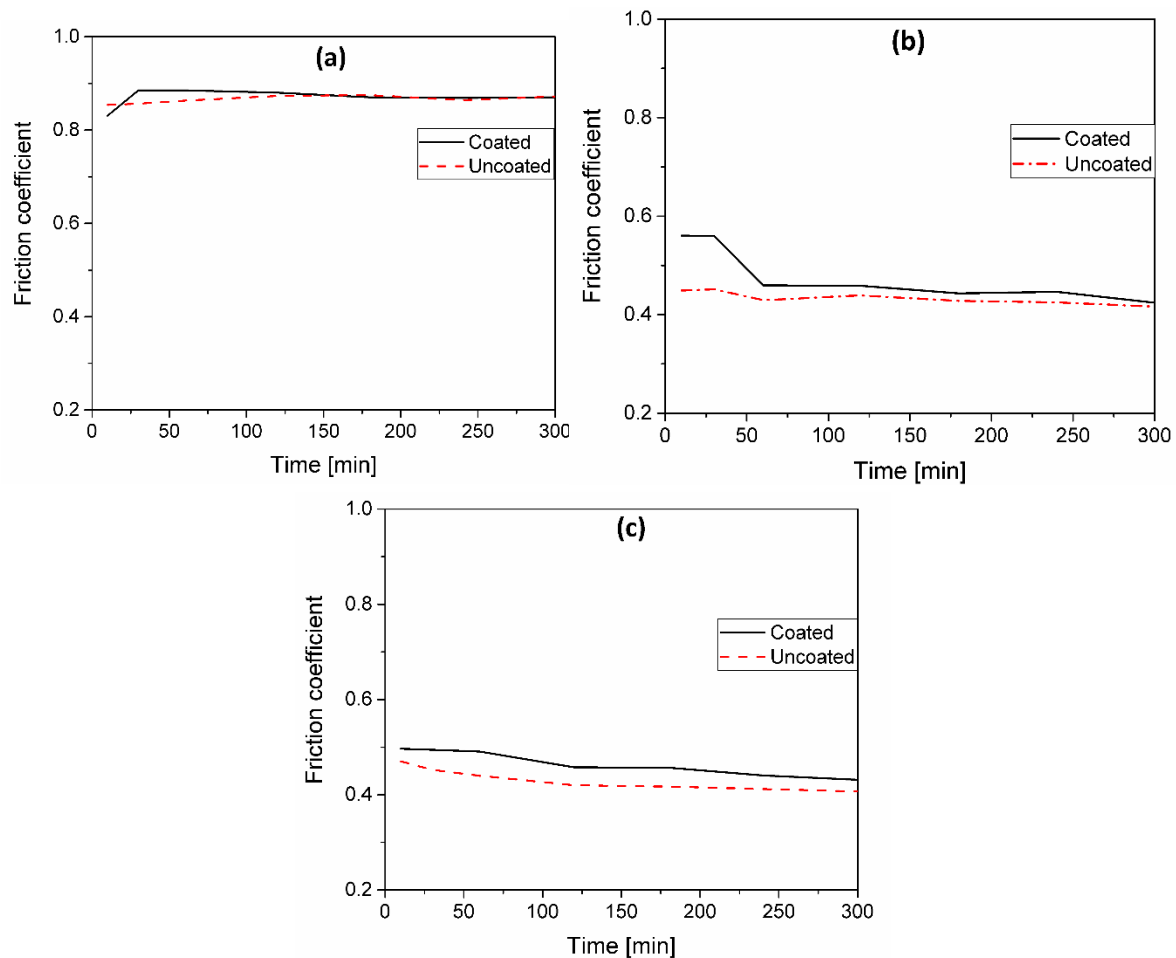 (a)
1.0
0.8
0.6
0.4
0.2
Friction coefficient
Coated
Uncoated
0 50 100 150 200 250 300
Time [min]
(b)
1.0
0.8
0.6
0.4
0.2
Friction coefficient
Coated
Uncoated
0 50 100 150 200 250 300
Time [min]
(c)
1.0
0.8
0.6
0.4
0.2
Friction coefficient
Coated
Uncoated
0 50 100 150 200 250 300
Time [min]